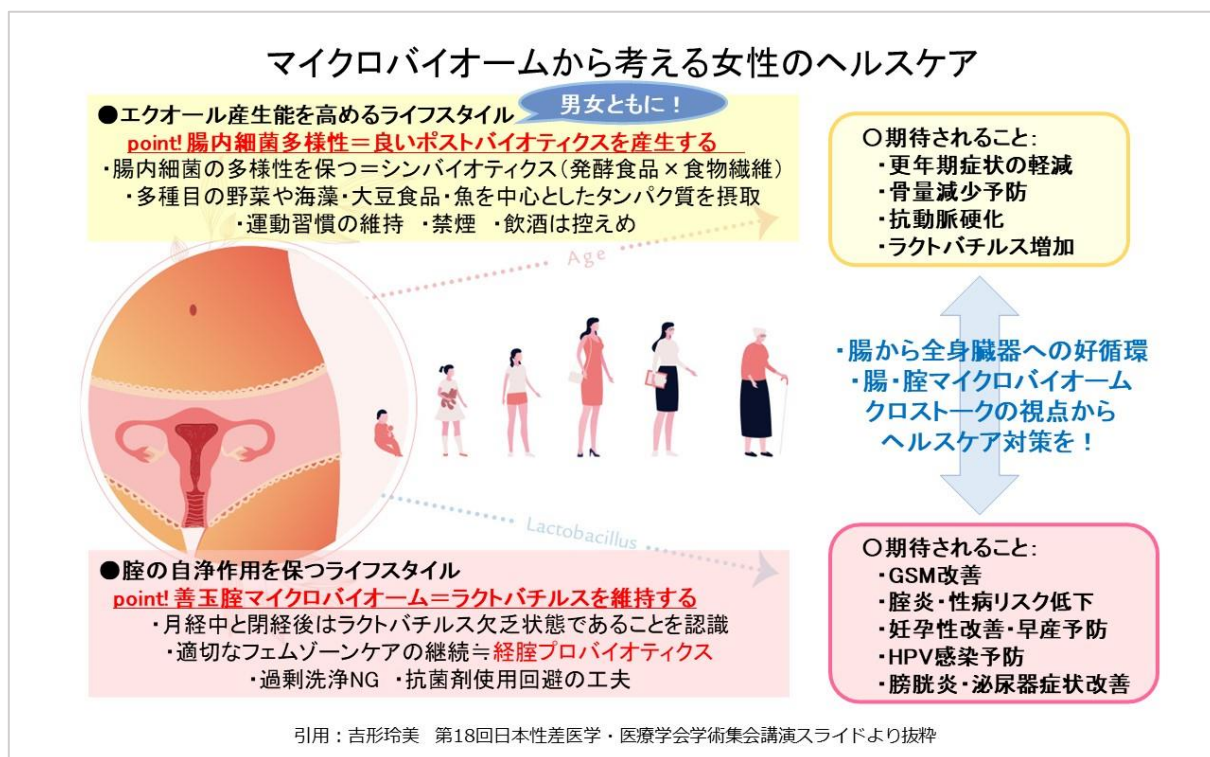 マイクロバイオームから考える女性のヘルスケア
●エクオール産生能を高めるライフスタイル
男女ともに！
point! 腸内細菌多様性＝良いポストバイオティクスを産生する
・腸内細菌の多様性を保つ＝シンバイオティクス（発酵食品×食物繊維）
・多種目の野菜や海藻・大豆食品・魚を中心としたタンパク質を摂取
・運動習慣の維持　・禁煙　・飲酒は控えめ
○期待されること：
・更年期症状の軽減
・骨量減少予防
・抗動脈硬化
・ラクトバチルス増加
Age
・腸から全身臓器への好循環
・腸・腟マイクロバイオーム
クロストークの視点から
ヘルスケア対策を！
Lactobacillus
●腟の自浄作用を保つライフスタイル
point! 善玉腟マイクロバイオーム＝ラクトバチルスを維持する
・月経中と閉経後はラクトバチルス欠乏状態であることを認識
・適切なフェムゾーンケアの継続≒経腟プロバイオティクス
・過剰洗浄NG　・抗菌剤使用回避の工夫
○期待されること：
・GSM改善
・腟炎・性病リスク低下
・妊孕性改善・早産予防
・HPV感染予防
・膀胱炎・泌尿器症状改善
引用：吉形玲美　第18回日本性差医学・医療学会学術集会講演スライドより抜粋